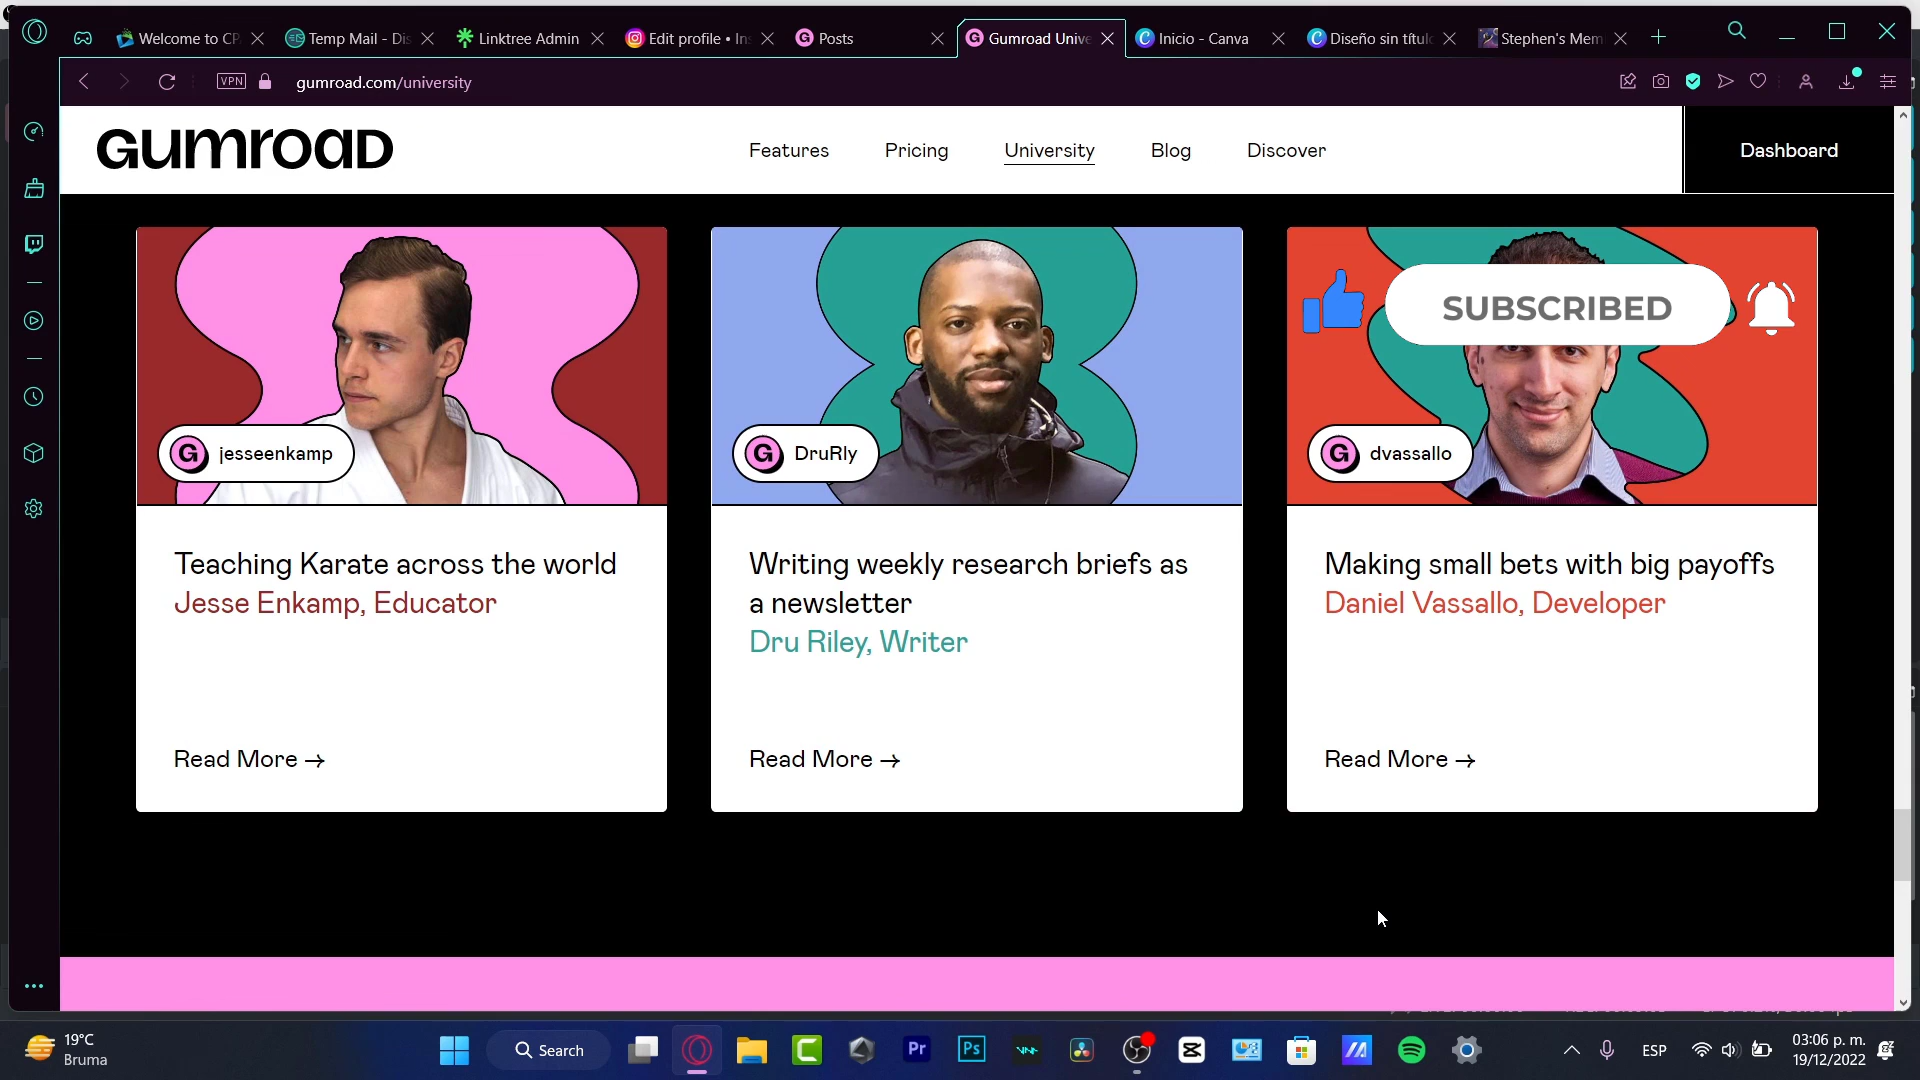 Welcome to CP
Temp Mail - Dis
Linktree Admin
Edit profile • Ins
Posts
Gumroad Unive
Inicio - Canva
Diseño sin títul
Stephen's Mem
VPN
gumroad.com/university
GUMROAD
Features
Pricing
University
Blog
Discover
Dashboard
SUBSCRIBED
G jesseenkamp
G DruRly
G dvassallo
Teaching Karate across the world
Jesse Enkamp, Educator
Read More →
Writing weekly research briefs as
a newsletter
Dru Riley, Writer
Read More →
Making small bets with big payoffs
Daniel Vassallo, Developer
Read More →
19°C
Bruma
Search
Pr
Ps
ESP
03:06 p. m.
19/12/2022